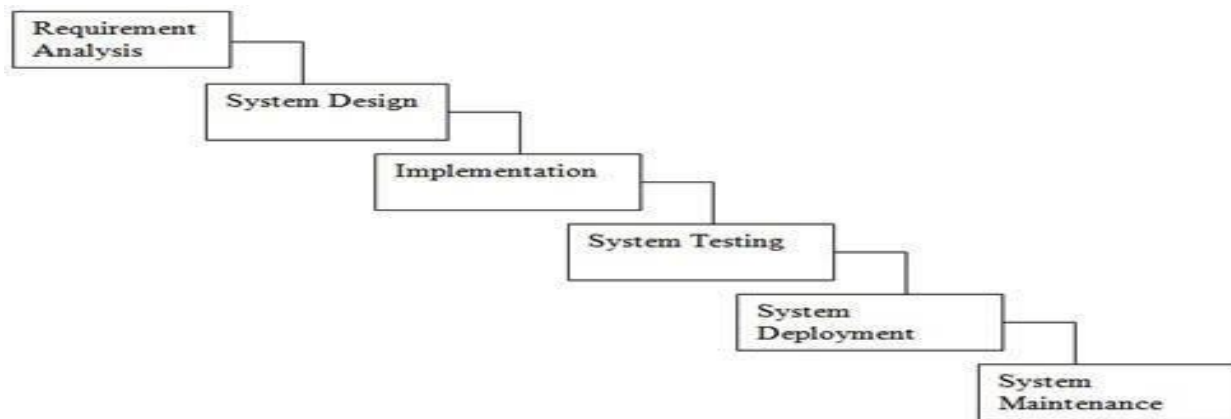 Requirement
Analysis
System Design
Implementation
System Testing
System
Deployment
System
Maintenance